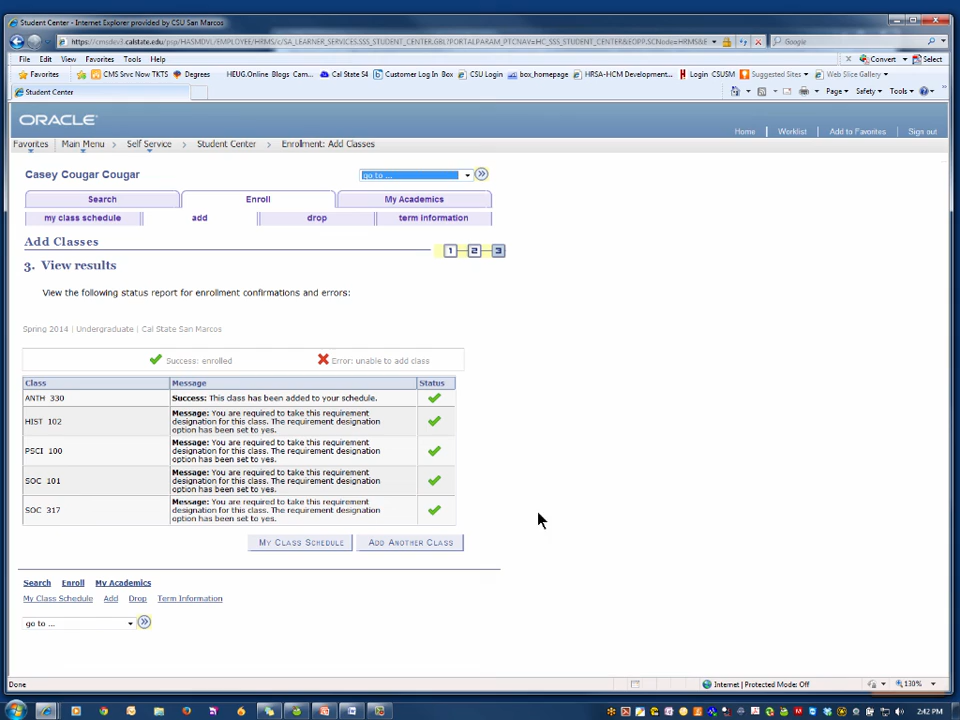 Student Center - Internet Explorer provided by CSU San Marcos
Google
File Edit View Favorites Tools Help
Convert Select
Favorites CMS Srvc Now TKTS Degrees HEUG.Online Blogs Cam... Cal State S4 Customer Log In Box CSU Login box_homepage HRSA-HCM Development... Login CSUSM Suggested Sites Web Slice Gallery
Student Center
Page Safety Tools
ORACLE
Home Worklist Add to Favorites Sign out
Favorites Main Menu > Self Service > Student Center > Enrollment: Add Classes
Casey Cougar Cougar
go to ...
Search Enroll My Academics
my class schedule add drop term information
Add Classes
1 2 3
3. View results
View the following status report for enrollment confirmations and errors:
Spring 2014 | Undergraduate | Cal State San Marcos
Success: enrolled Error: unable to add class
Class Message Status
ANTH 330 Success: This class has been added to your schedule.
HIST 102 Message: You are required to take this requirement
designation for this class. The requirement designation
option has been set to yes.
PSCI 100 Message: You are required to take this requirement
designation for this class. The requirement designation
option has been set to yes.
SOC 101 Message: You are required to take this requirement
designation for this class. The requirement designation
option has been set to yes.
SOC 317 Message: You are required to take this requirement
designation for this class. The requirement designation
option has been set to yes.
MY CLASS SCHEDULE ADD ANOTHER CLASS
Search Enroll My Academics
My Class Schedule Add Drop Term Information
go to ...
Done
Internet | Protected Mode: Off
130%
2:42 PM